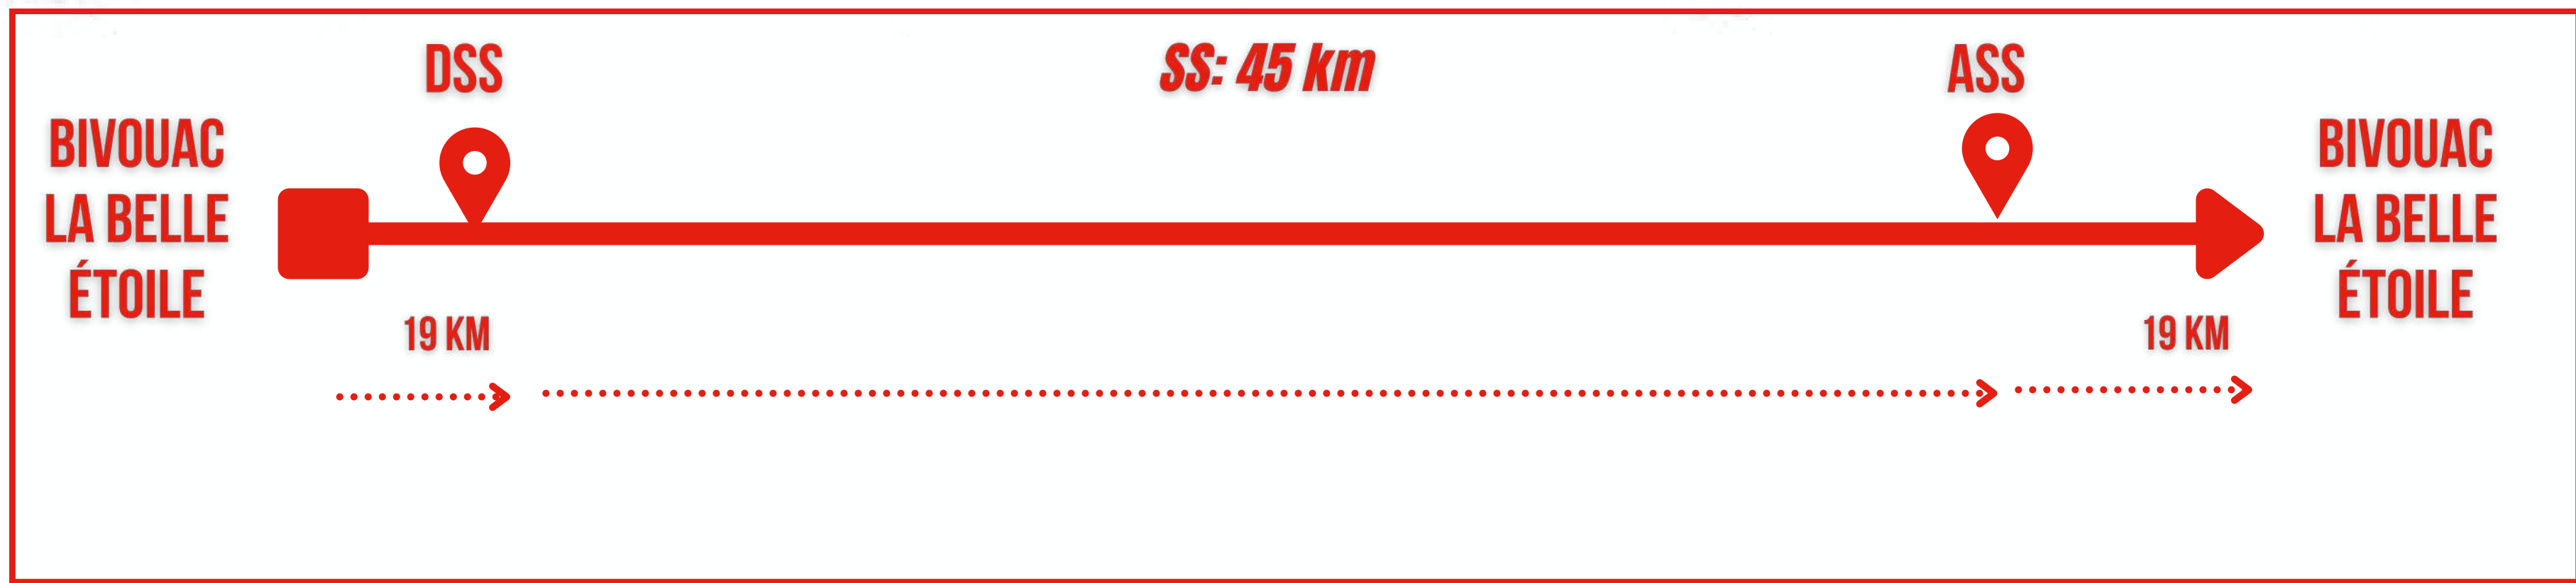 DSS
SS: 45 km
ASS
BIVOUAC
LA BELLE
ÉTOILE
BIVOUAC
LA BELLE
ÉTOILE
19 KM
19 KM